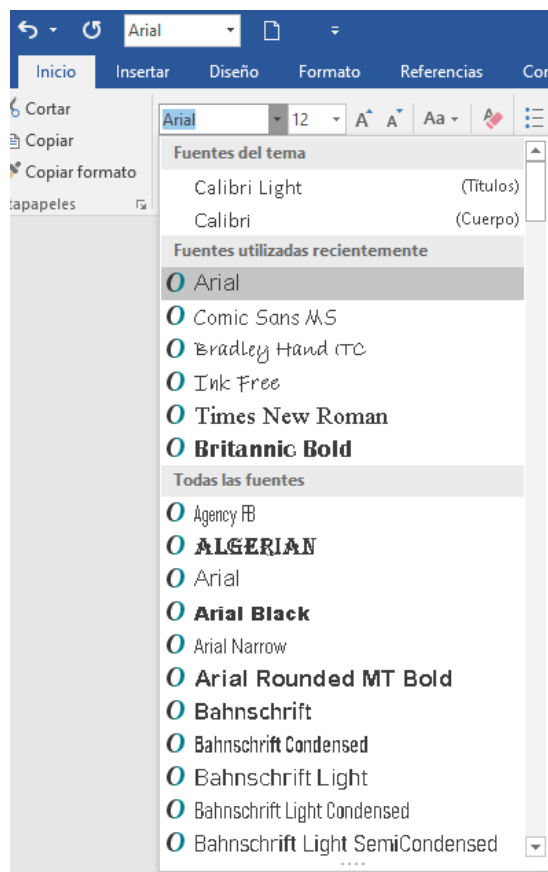 Arial
Inicio Insertar Diseño Formato Referencias Cor
Cortar
Copiar
Copiar formato
tapapeles
Arial 12 A A Aa A
Fuentes del tema
Calibri Light (Títulos)
Calibri (Cuerpo)
Fuentes utilizadas recientemente
O Arial
O Comic Sans MS
O Bradley Hand ITC
O Ink Free
O Times New Roman
O Britannic Bold
Todas las fuentes
O Agency FB
O ALGERIAN
O Arial
O Arial Black
O Arial Narrow
O Arial Rounded MT Bold
O Bahnschrift
O Bahnschrift Condensed
O Bahnschrift Light
O Bahnschrift Light Condensed
O Bahnschrift Light SemiCondensed